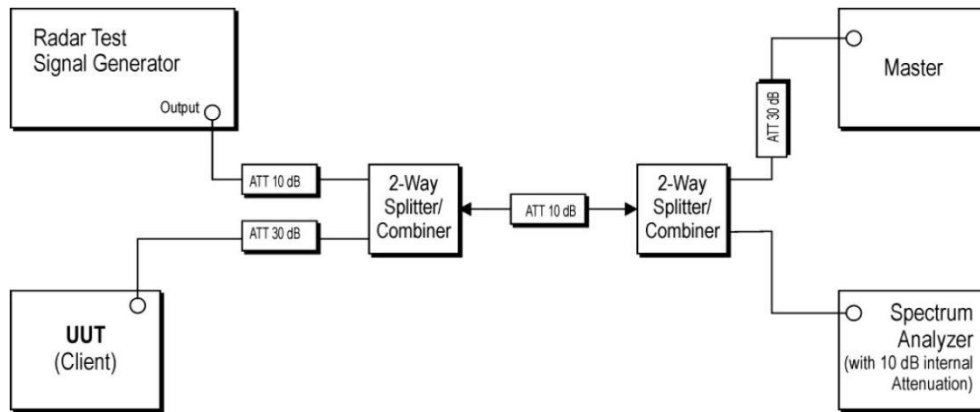 Radar Test
Signal Generator
Output
ATT 10 dB
ATT 30 dB
2-Way
Splitter/
Combiner
ATT 10 dB
2-Way
Splitter/
Combiner
ATT 30 dB
Master
UUT
(Client)
Spectrum
Analyzer
(with 10 dB internal
Attenuation)